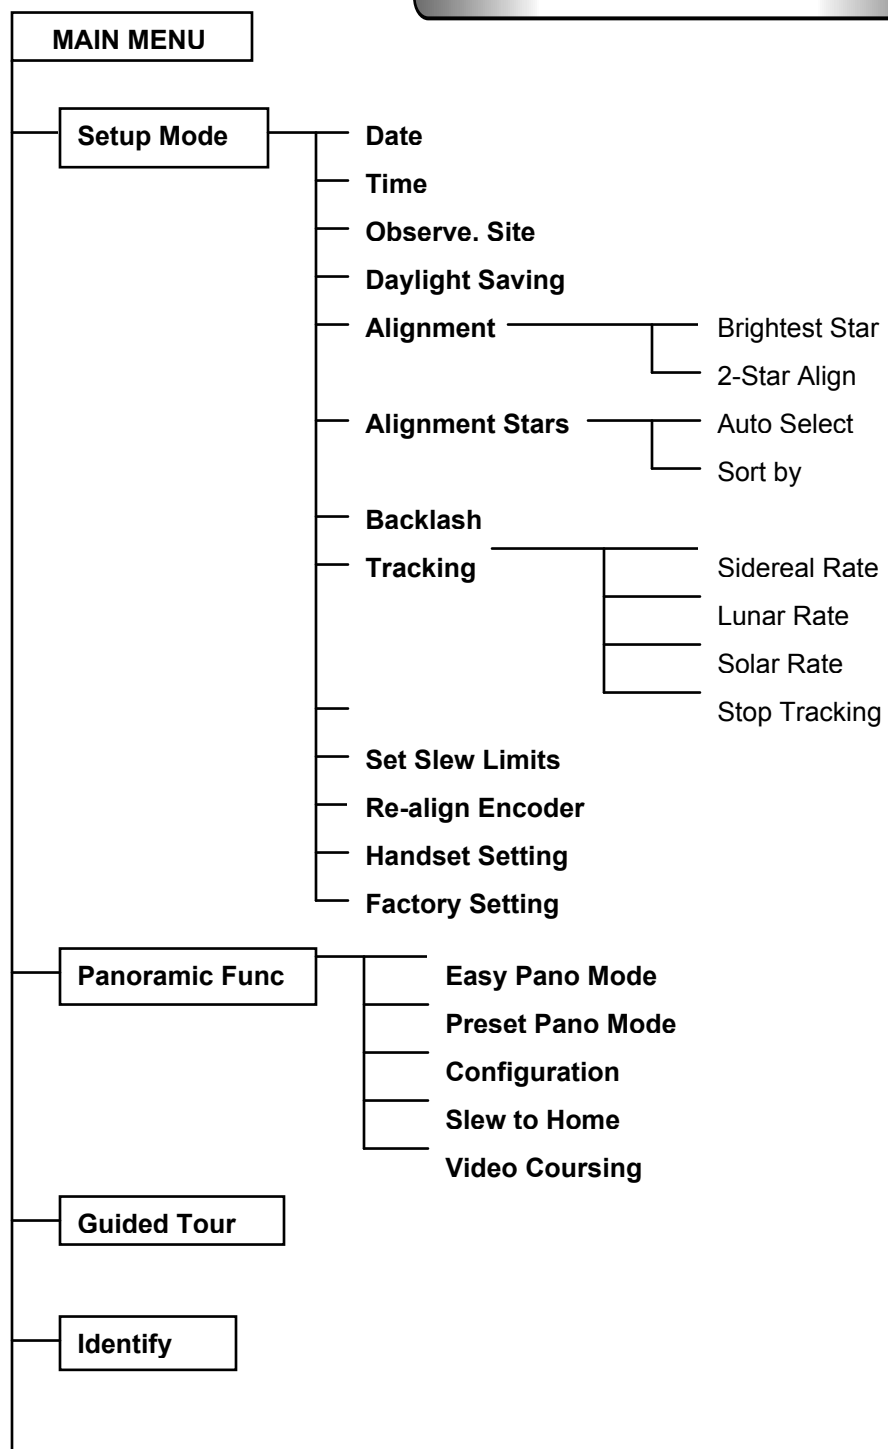 MAIN MENU
Setup Mode
Date
Time
Observe. Site
Daylight Saving
Alignment
Brightest Star
2-Star Align
Alignment Stars
Auto Select
Sort by
Backlash
Tracking
Sidereal Rate
Lunar Rate
Solar Rate
Stop Tracking
Set Slew Limits
Re-align Encoder
Handset Setting
Factory Setting
Panoramic Func
Easy Pano Mode
Preset Pano Mode
Configuration
Slew to Home
Video Coursing
Guided Tour
Identify